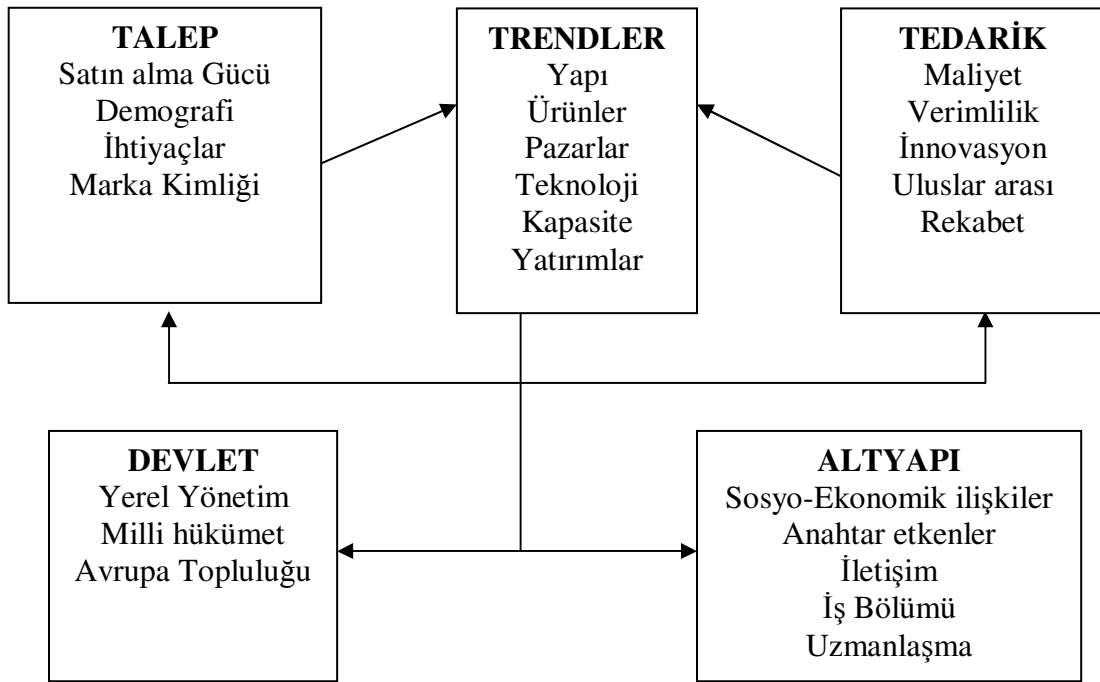 TALEP
Satın alma Gücü
Demografi
İhtiyaçlar
Marka Kimliği
TRENDLER
Yapı
Ürünler
Pazarlar
Teknoloji
Kapasite
Yatırımlar
TEDARİK
Maliyet
Verimlilik
İnnovasyon
Uluslar arası
Rekabet
DEVLET
Yerel Yönetim
Milli hükümet
Avrupa Topluluğu
ALTYAPI
Sosyo-Ekonomik ilişkiler
Anahtar etkenler
İletişim
İş Bölümü
Uzmanlaşma